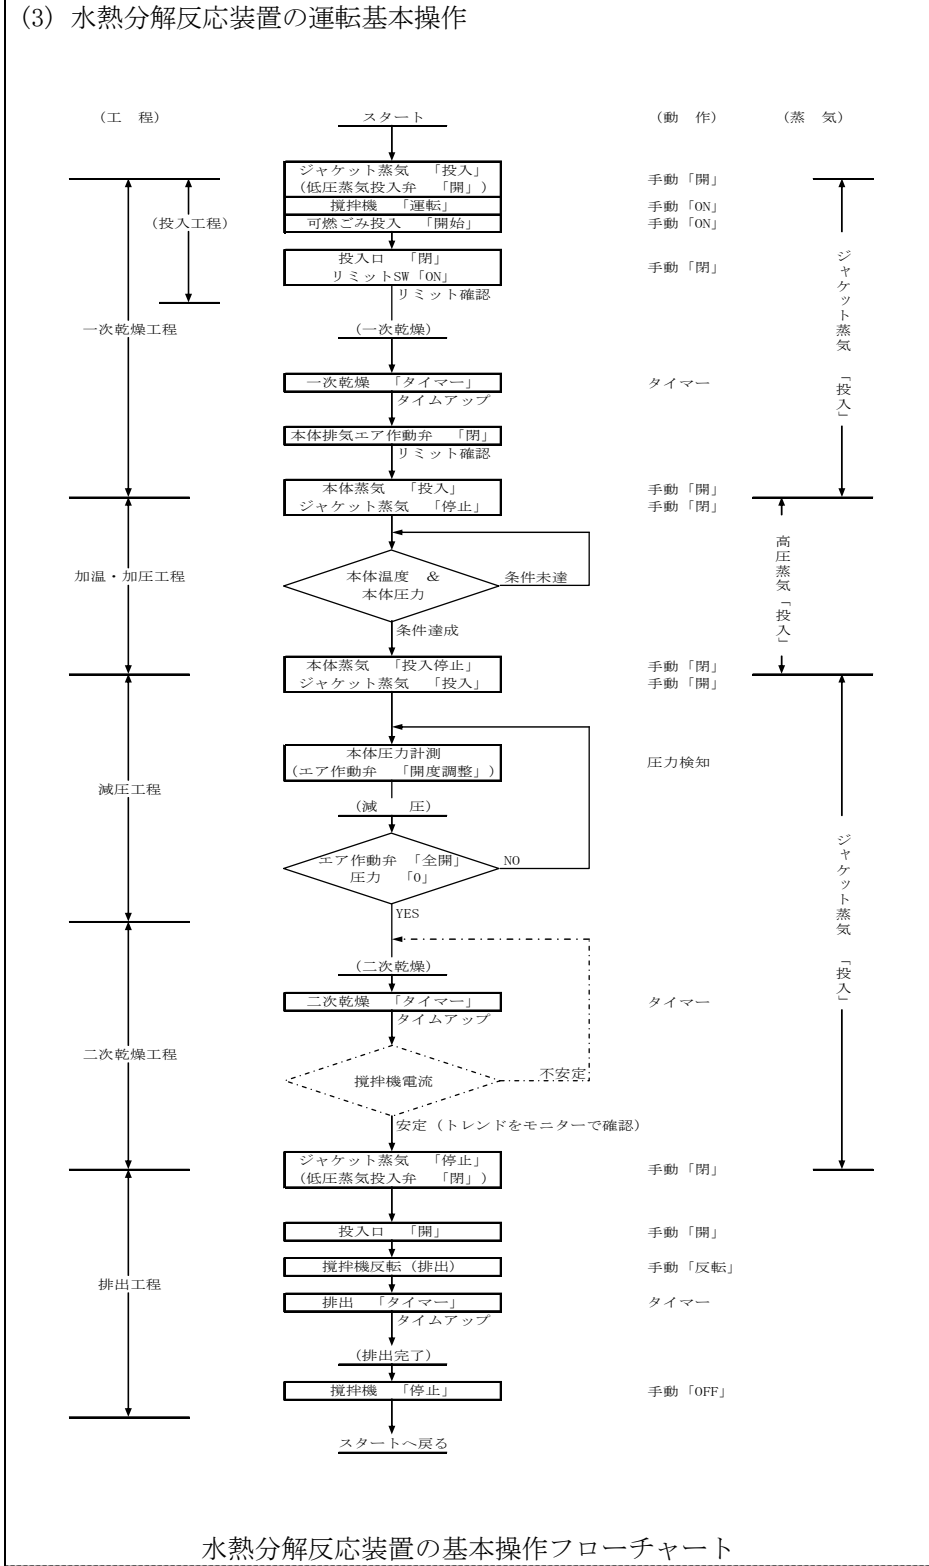 (3) 水熱分解反応装置の運転基本操作
(工　程)
スタート
(動　作)
(蒸　気)
ジャケット蒸気　「投入」
(低圧蒸気投入弁　「開」)
手動「開」
撹拌機　「運転」
手動「ON」
可燃ごみ投入　「開始」
手動「ON」
(投入工程)
投入口　「閉」
リミットSW「ON」
手動「閉」
リミット確認
ジャケット蒸気　「投入」
一次乾燥工程
(一次乾燥)
一次乾燥　「タイマー」
タイマー
タイムアップ
本体排気エア作動弁　「閉」
リミット確認
本体蒸気　「投入」
手動「開」
ジャケット蒸気　「停止」
手動「閉」
高圧蒸気「投入」
加温・加圧工程
本体温度　&
本体圧力
条件未達
条件達成
本体蒸気　「投入停止」
手動「閉」
ジャケット蒸気　「投入」
手動「開」
本体圧力計測
(エア作動弁　「開度調整」)
圧力検知
減圧工程
(減　　圧)
エア作動弁　「全開」
圧力　「0」
NO
YES
ジャケット蒸気　「投入」
(二次乾燥)
二次乾燥　「タイマー」
タイマー
タイムアップ
二次乾燥工程
撹拌機電流
不安定
安定(トレンドをモニターで確認)
ジャケット蒸気　「停止」
(低圧蒸気投入弁　「閉」)
手動「閉」
投入口　「開」
手動「開」
撹拌機反転(排出)
手動「反転」
排出工程
排出　「タイマー」
タイマー
タイムアップ
(排出完了)
撹拌機　「停止」
手動「OFF」
スタートへ戻る
水熱分解反応装置の基本操作フローチャート